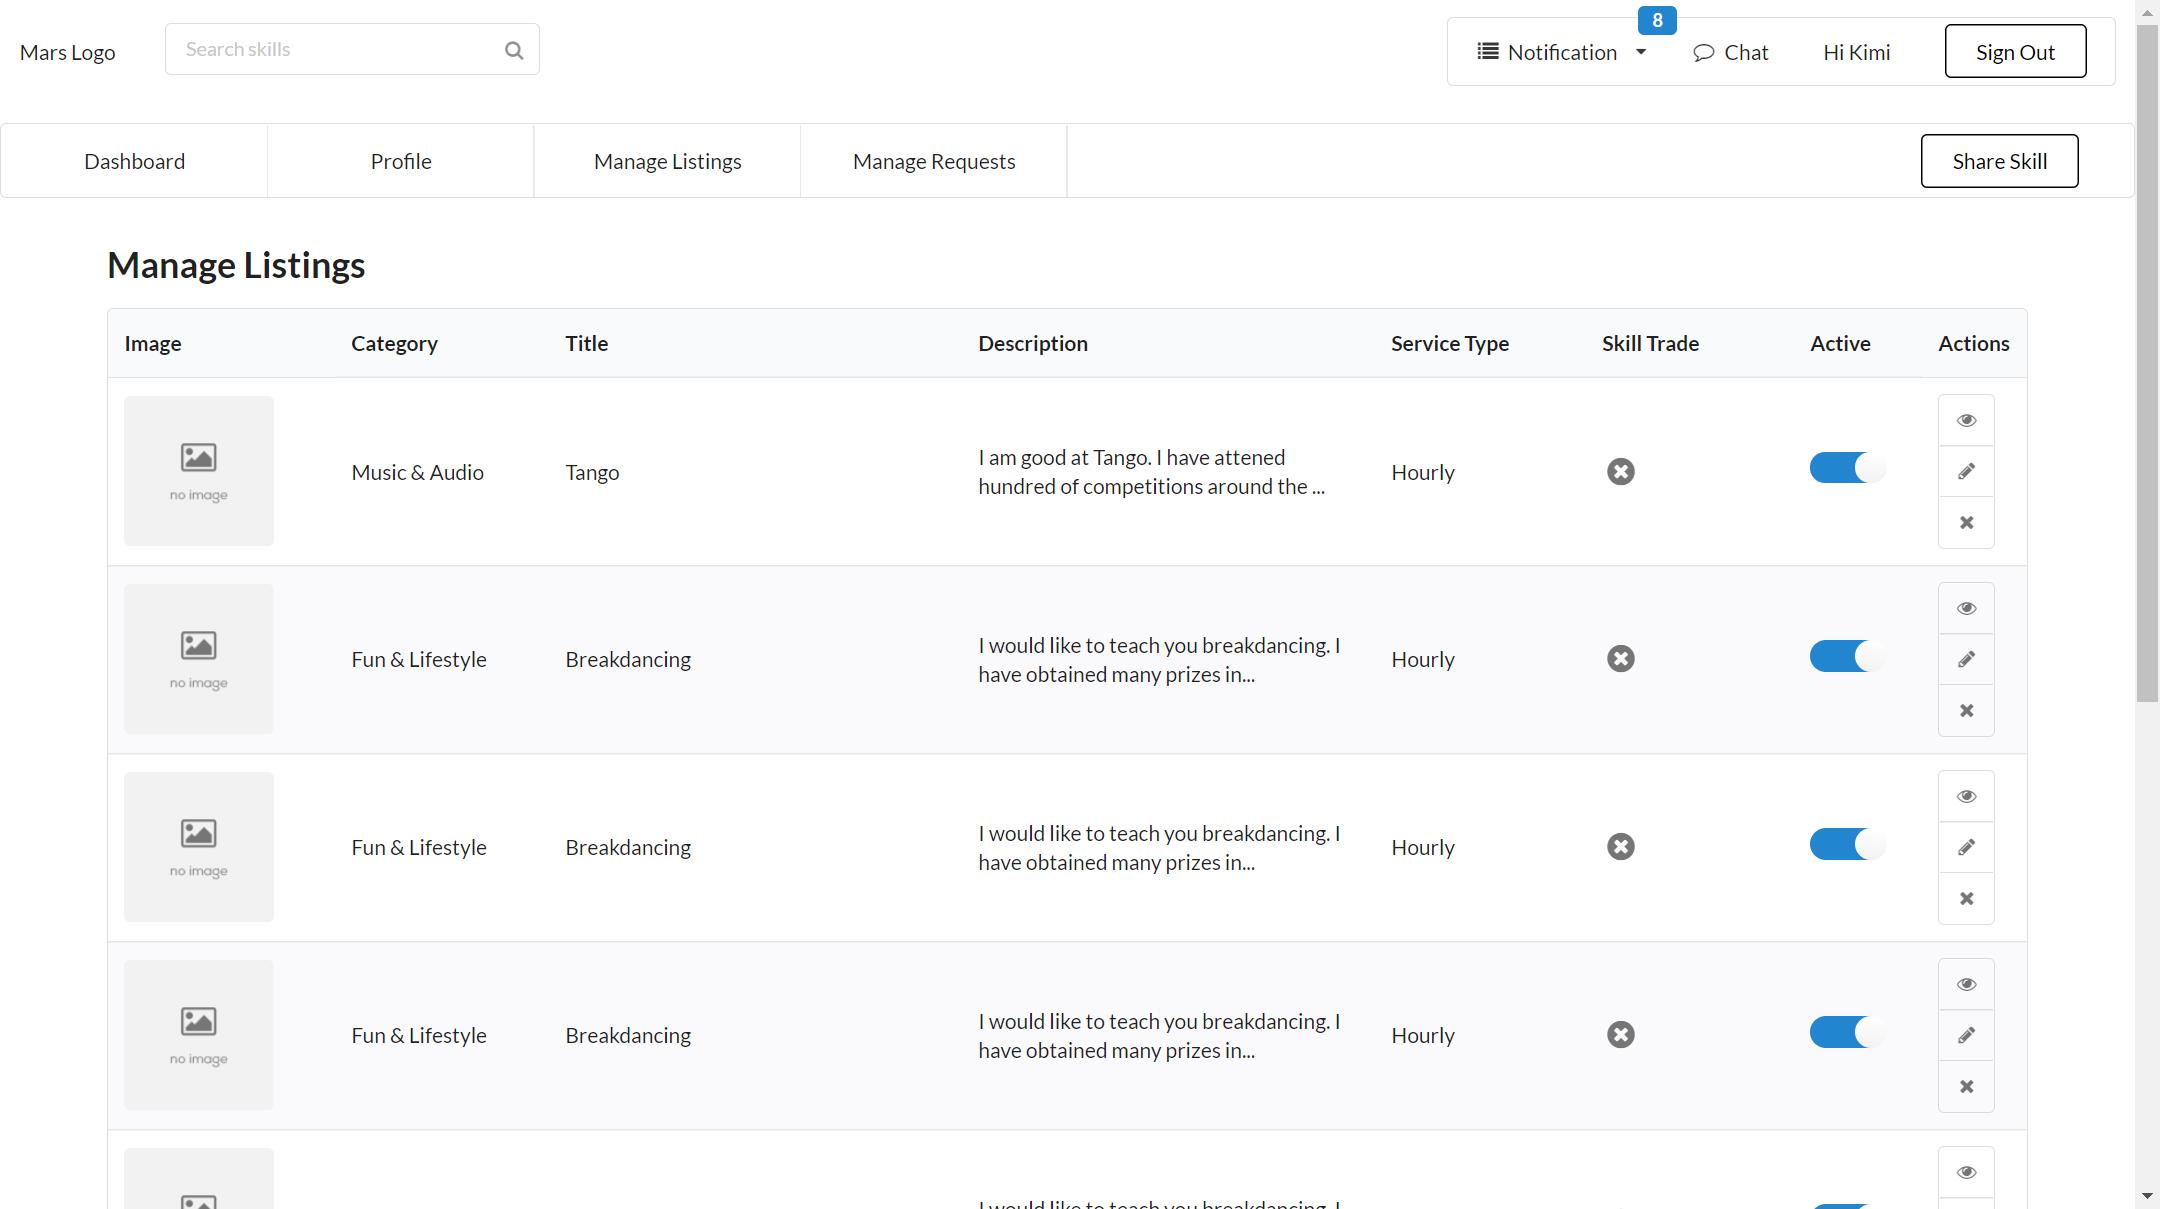 Mars Logo
Search skills
8
Notification
Chat
Hi Kimi
Sign Out
Dashboard
Profile
Manage Listings
Manage Requests
Share Skill
Manage Listings
Image Category Title Description Service Type Skill Trade Active Actions
no image
Music & Audio
Tango
I am good at Tango. I have attened
hundred of competitions around the ...
Hourly
no image
Fun & Lifestyle
Breakdancing
I would like to teach you breakdancing. I
have obtained many prizes in...
Hourly
no image
Fun & Lifestyle
Breakdancing
I would like to teach you breakdancing. I
have obtained many prizes in...
Hourly
no image
Fun & Lifestyle
Breakdancing
I would like to teach you breakdancing. I
have obtained many prizes in...
Hourly
I would like to teach you breakdancing. I